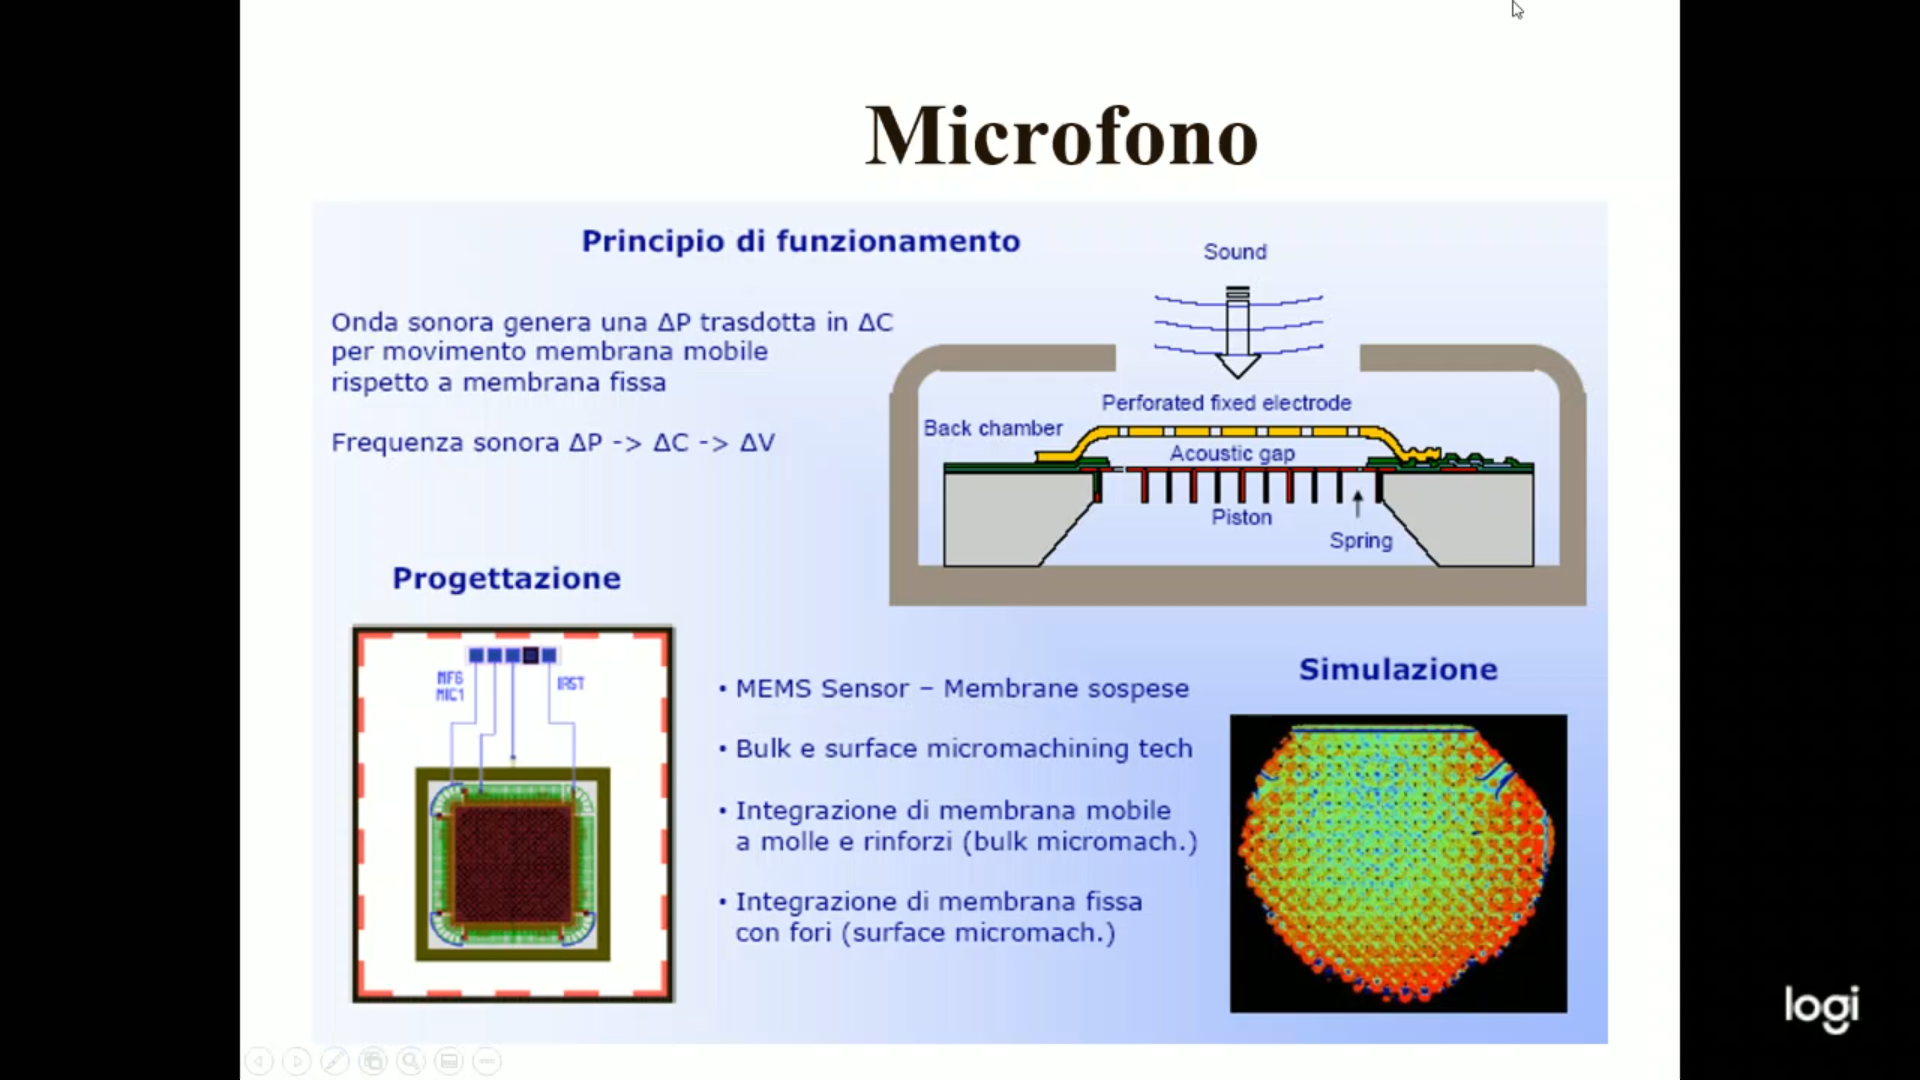 Microfono
Principio di funzionamento
Onda sonora genera una ΔP trasdotta in ΔC
per movimento membrana mobile
rispetto a membrana fissa
Frequenza sonora ΔP -> ΔC -> ΔV
Sound
Perforated fixed electrode
Back chamber
Acoustic gap
Piston
Spring
Progettazione
MFG
MIC1
IRST
• MEMS Sensor – Membrane sospese
• Bulk e surface micromachining tech
• Integrazione di membrana mobile
a molle e rinforzi (bulk micromach.)
• Integrazione di membrana fissa
con fori (surface micromach.)
Simulazione
logi